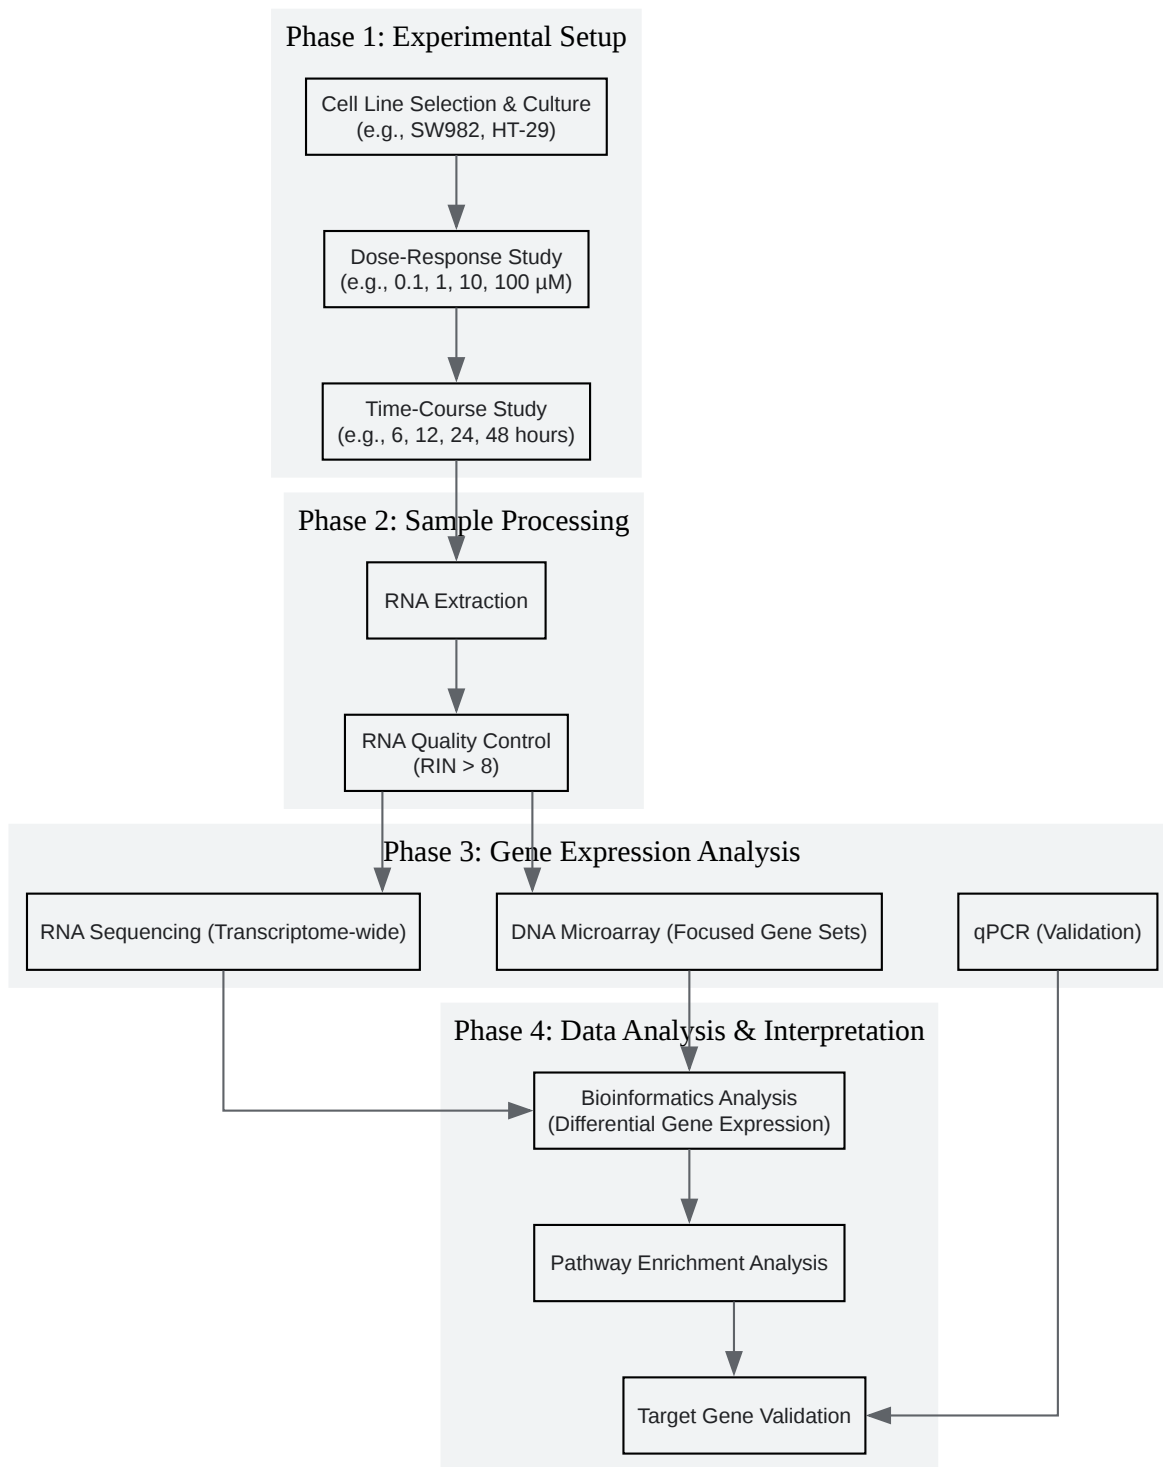 Phase 1: Experimental Setup
Cell Line Selection & Culture
(e.g., SW982, HT-29)
Dose-Response Study
(e.g., 0.1, 1, 10, 100 µM)
Time-Course Study
(e.g., 6, 12, 24, 48 hours)
Phase 2: Sample Processing
RNA Extraction
RNA Quality Control
(RIN > 8)
Phase 3: Gene Expression Analysis
RNA Sequencing (Transcriptome-wide)
DNA Microarray (Focused Gene Sets)
qPCR (Validation)
Phase 4: Data Analysis & Interpretation
Bioinformatics Analysis
(Differential Gene Expression)
Pathway Enrichment Analysis
Target Gene Validation